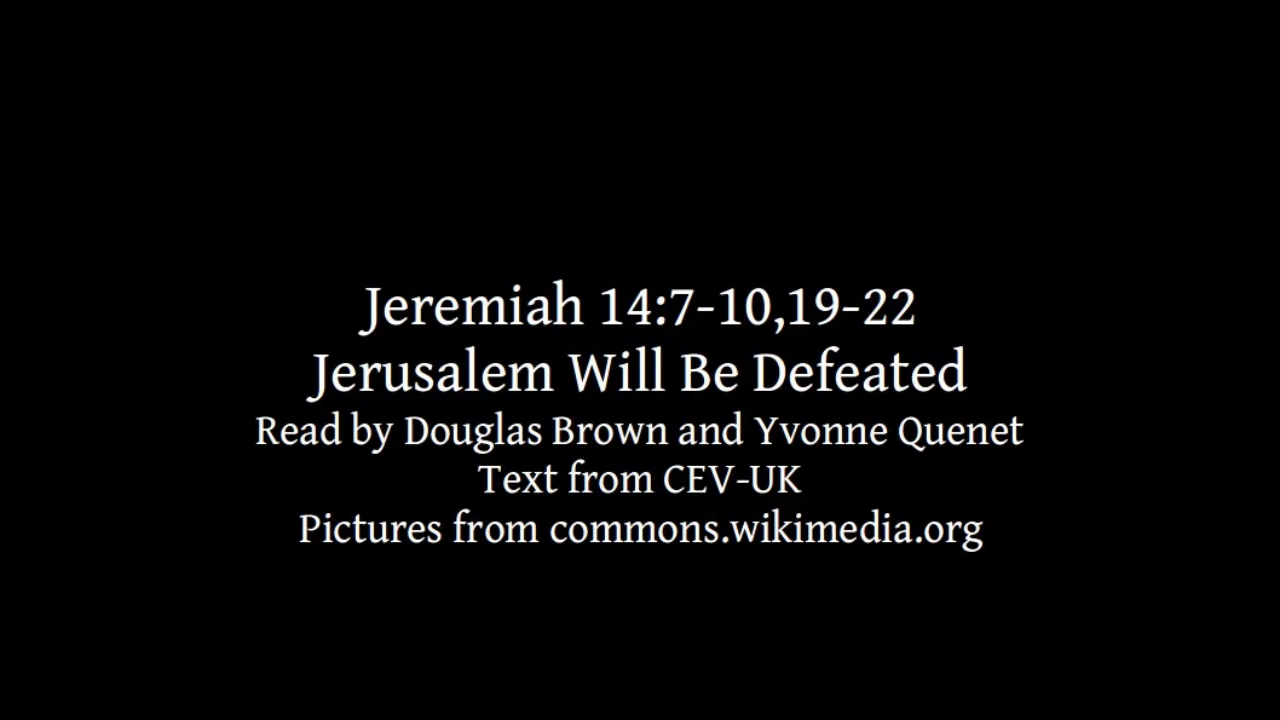 Jeremiah 14:7-10,19-22
Jerusalem Will Be Defeated
Read by Douglas Brown and Yvonne Quenet
Text from CEV-UK
Pictures from commons.wikimedia.org